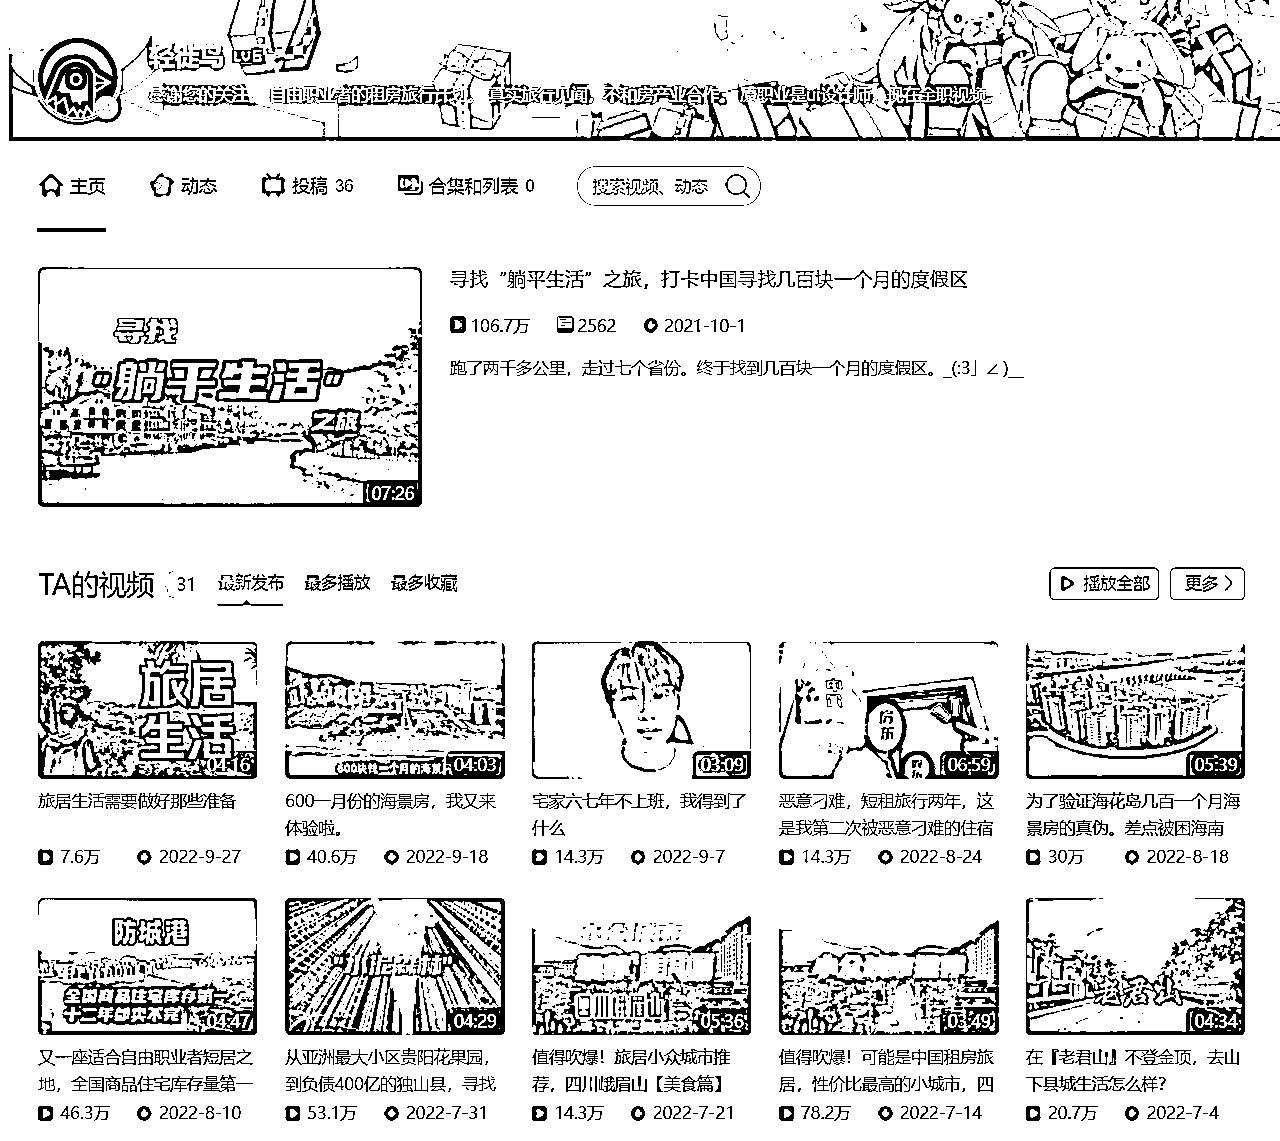 轻徙鸟 LV6
感谢您的关注。自由职业者的租房旅行计划。真实旅行人间。不和房产业合作。原职业是ui设计师，现在全职视频。
主页 动态 投稿 36 合集和列表 0 搜索视频、动态
寻找“躺平生活”之旅，打卡中国寻找几百块一个月的度假区
106.7万 2562 2021-10-1
跑了两千多公里，走过七个省份。终于找到几百块一个月的度假区。_(:3」∠)__
寻找
“躺平生活”
之旅
07:26
TA的视频 31 最新发布 最多播放 最多收藏 播放全部 更多
旅居
生活
04:16
600块找一个月的海景房
04:03
03:09
06:59
05:39
旅居生活需要做好那些准备
600一月份的海景房，我又来
体验啦。
宅家六七年不上班，我得到了
什么
恶意刁难，短租旅行两年，这
是我第二次被恶意刁难的住宿
为了验证海花岛几百一个月海
景房的真伪。差点被困海南
7.6万 2022-9-27
40.6万 2022-9-18
14.3万 2022-9-7
14.3万 2022-8-24
30万 2022-8-18
防城港
全国商品住宅库存第一
十二年都卖不完
04:47
“水泥森林”
04:29
四川峨眉山
05:36
03:49
老君山
04:34
又一座适合自由职业者短居之
地，全国商品住宅库存量第一
从亚洲最大小区贵阳花果园，
到负债400亿的独山县，寻找
值得吹爆！旅居小众城市推
荐，四川峨眉山【美食篇】
值得吹爆！可能是中国租房旅
居，性价比最高的小城市，四
在『老君山』不登金顶，去山
下县城生活怎么样？
46.3万 2022-8-10
53.1万 2022-7-31
14.3万 2022-7-21
78.2万 2022-7-14
20.7万 2022-7-4